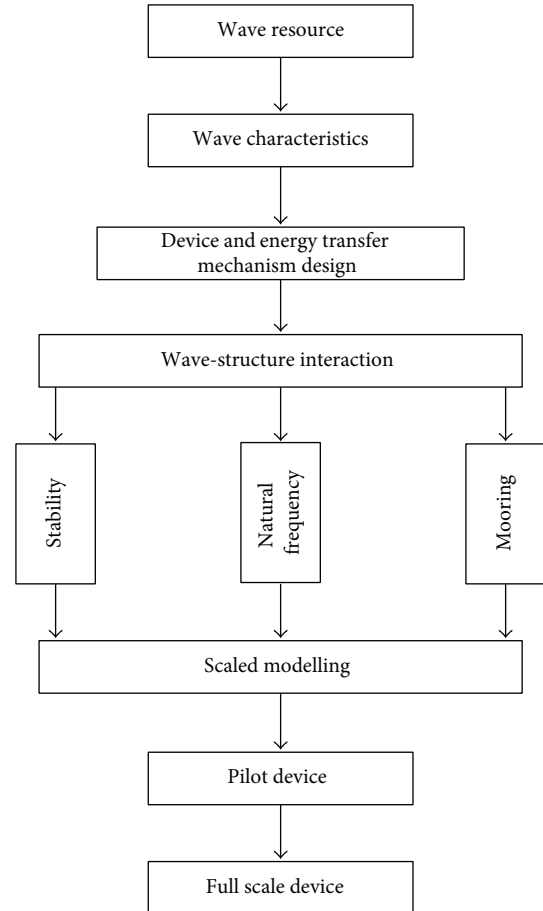 Wave resource
Wave characteristics
Device and energy transfer
mechanism design
Wave-structure interaction
Stability
Natural
frequency
Mooring
Scaled modelling
Pilot device
Full scale device